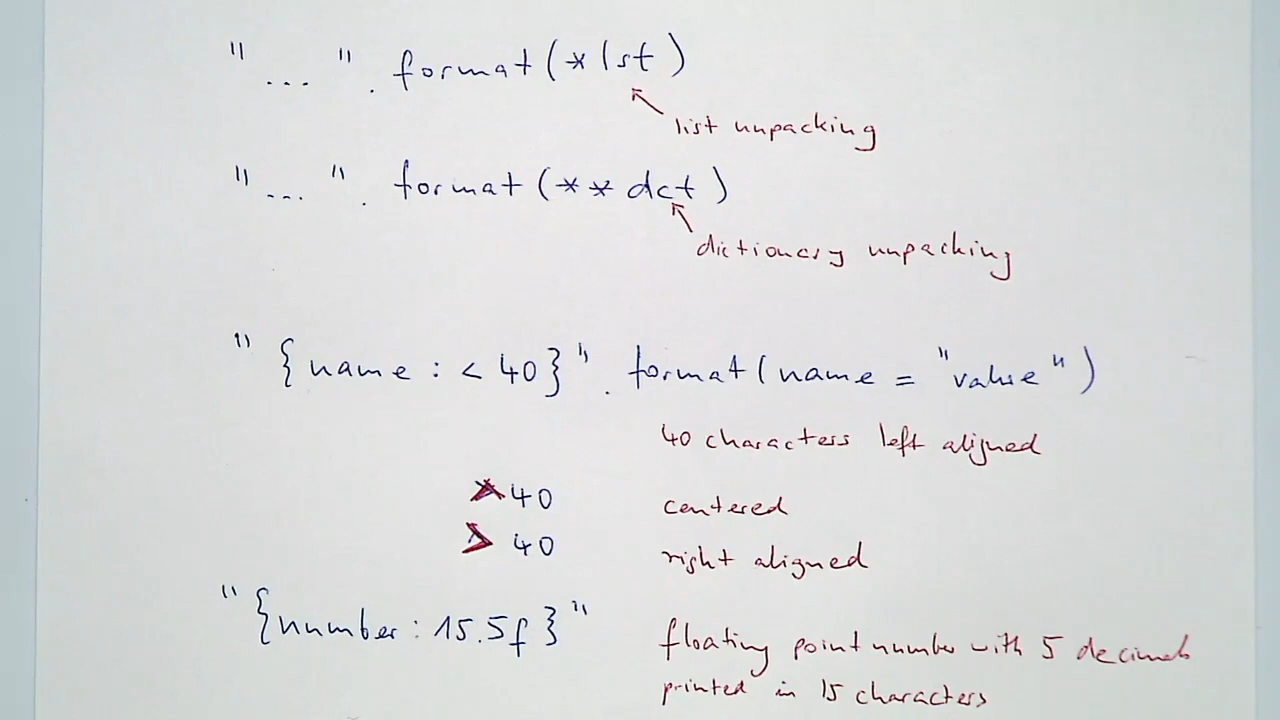 " ... ". format(*lst)
list unpacking
" ... ". format(**dct)
dictionary unpacking
"{name:<40}".format(name="value")
40 characters left aligned
^40 centered
>40 right aligned
"{number:15.5f}" floating point number with 5 decimals
printed in 15 characters